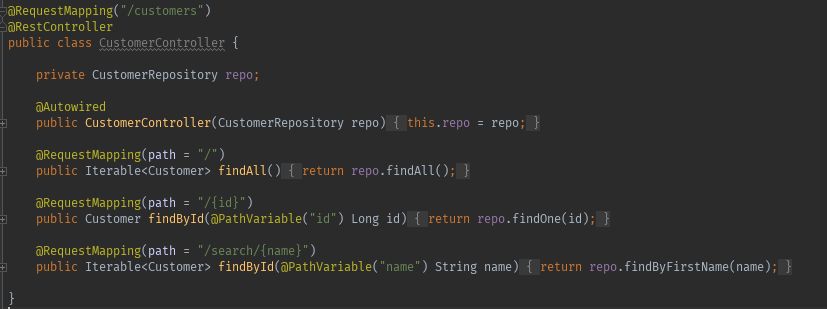 @RequestMapping("/customers")
@RestController
public class CustomerController {
private CustomerRepository repo;
@Autowired
public CustomerController(CustomerRepository repo) { this.repo = repo; }
@RequestMapping(path = "/")
public Iterable<Customer> findAll() { return repo.findAll(); }
@RequestMapping(path = "/{id}")
public Customer findById(@PathVariable("id") Long id) { return repo.findOne(id); }
@RequestMapping(path = "/search/{name}")
public Iterable<Customer> findById(@PathVariable("name") String name) { return repo.findByFirstName(name); }
}